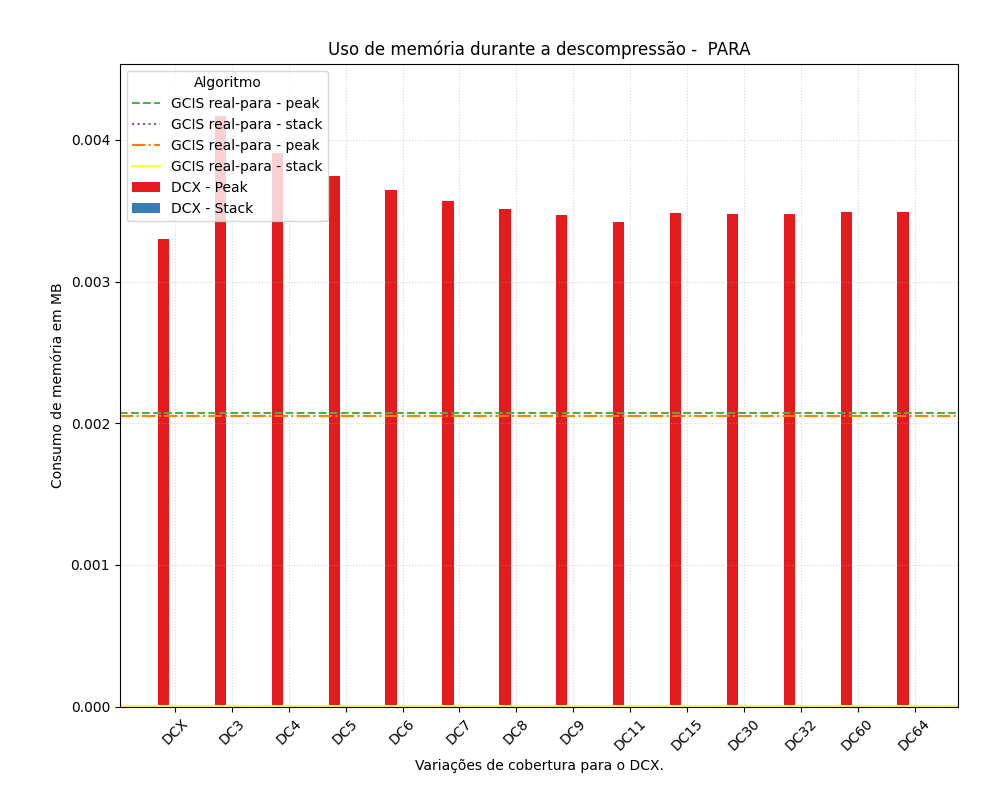 Uso de memória durante a descompressão -  PARA
Algoritmo
GCIS real-para - peak
GCIS real-para - stack
GCIS real-para - peak
GCIS real-para - stack
DCX - Peak
DCX - Stack
Consumo de memória em MB
0.004
0.003
0.002
0.001
0.000
DCX DC3 DC4 DC5 DC6 DC7 DC8 DC9 DC11 DC15 DC30 DC32 DC60 DC64
Variações de cobertura para o DCX.